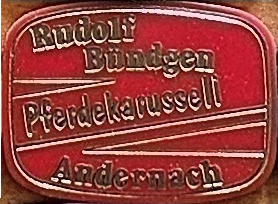 Rudolf
Bündgen
Pferdekarussell
Andernach